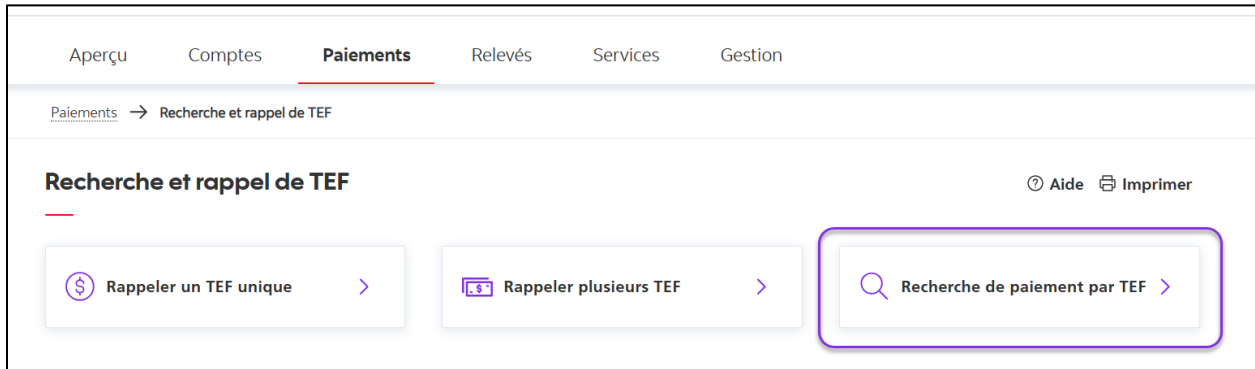 Aperçu Comptes Paiements Relevés Services Gestion
Paiements → Recherche et rappel de TEF
Recherche et rappel de TEF
Aide Imprimer
Rappeler un TEF unique
Rappeler plusieurs TEF
Recherche de paiement par TEF